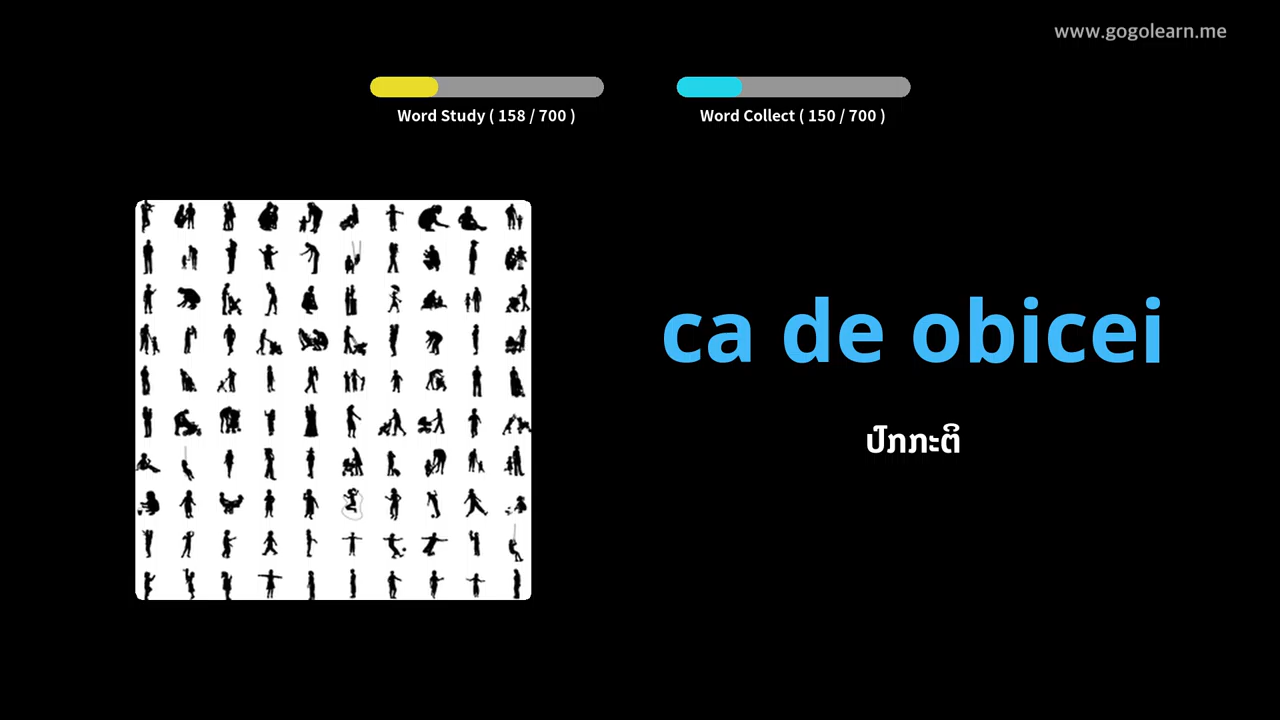 www.gogolearn.me
Word Study ( 158 / 700 )
Word Collect ( 150 / 700 )
ca de obicei
ປົກກະຕິ